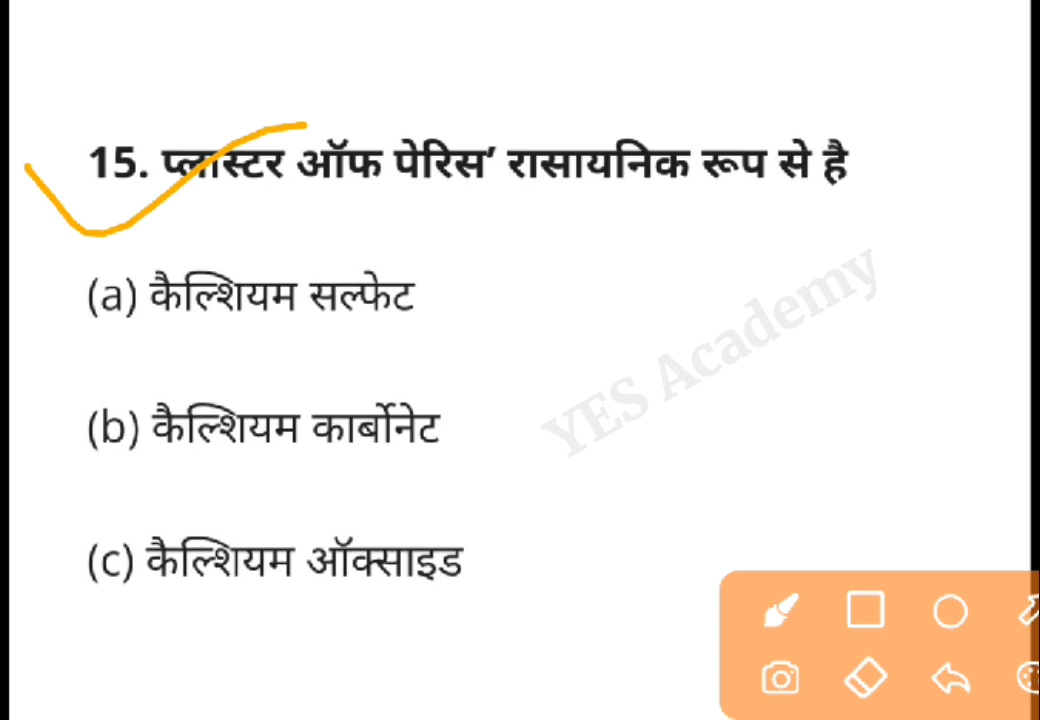 15. प्लास्टर ऑफ पेरिस’ रासायनिक रूप से है
(a) कैल्शियम सल्फेट
YES Academy
(b) कैल्शियम कार्बोनेट
(c) कैल्शियम ऑक्साइड